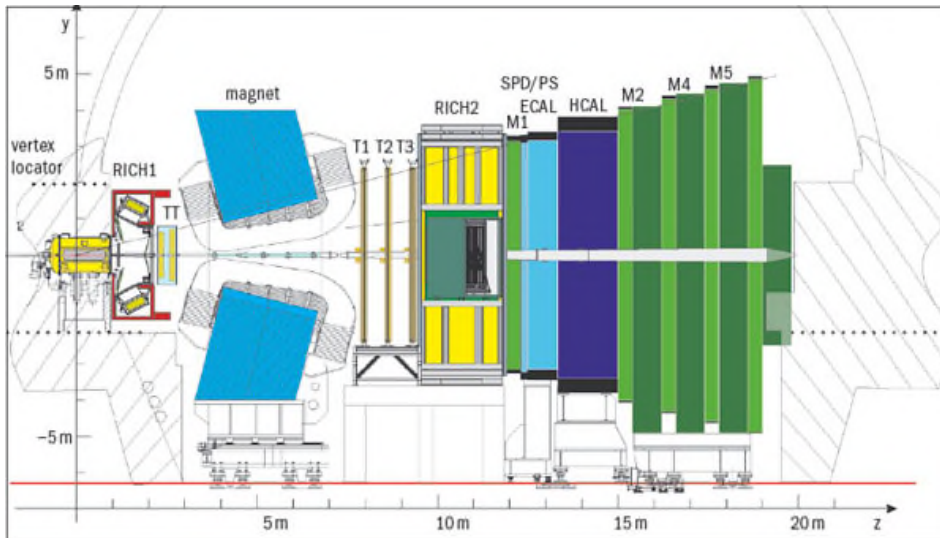 y
5 m
SPD/PS
M5
M4
M2
magnet
RICH2
ECAL
HCAL
M1
vertex
locator
RICH1
T1 T2 T3
TT
−5 m
5 m
10 m
15 m
20 m
z